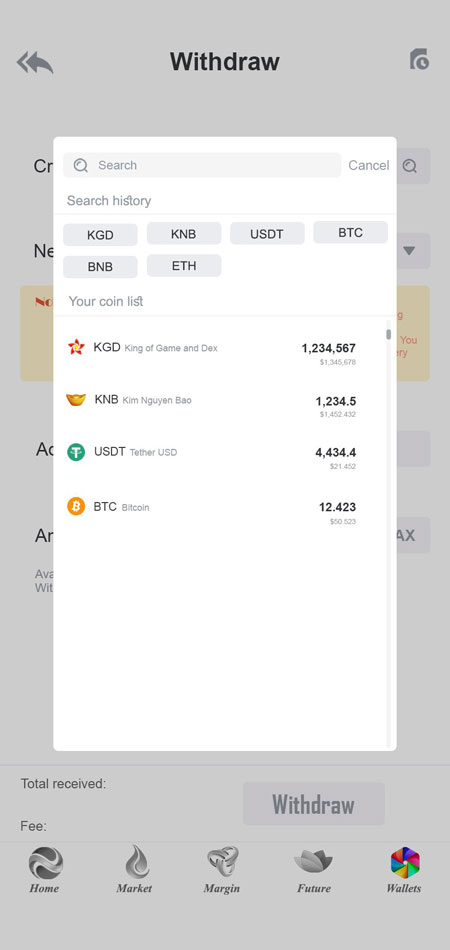 Withdraw
Cr
Search
Cancel
Search history
Ne
KGD
KNB
USDT
BTC
BNB
ETH
Your coin list
No
g
You
ery
KGD King of Game and Dex
1,234,567
$1,345,678
KNB Kim Nguyen Bao
1,234.5
$1,452.432
Ad
USDT Tether USD
4,434.4
$21.452
BTC Bitcoin
12.423
$50.523
Ar
AX
Ava
Wit
Total received:
Withdraw
Fee:
Home
Market
Margin
Future
Wallets